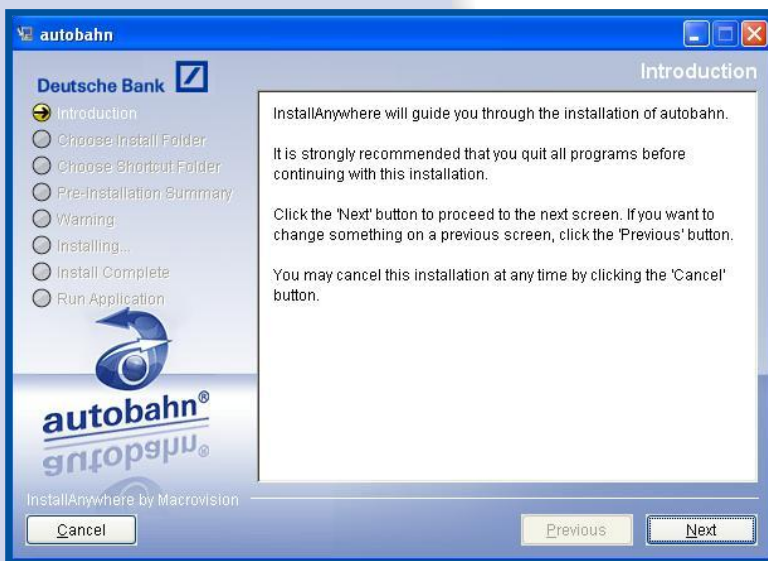 autobahn
Deutsche Bank
Introduction
Introduction
Choose Install Folder
Choose Shortcut Folder
Pre-Installation Summary
Warning
Installing...
Install Complete
Run Application
autobahn®
InstallAnywhere will guide you through the installation of autobahn.
It is strongly recommended that you quit all programs before
continuing with this installation.
Click the 'Next' button to proceed to the next screen. If you want to
change something on a previous screen, click the 'Previous' button.
You may cancel this installation at any time by clicking the 'Cancel'
button.
InstallAnywhere by Macrovision
Cancel
Previous
Next